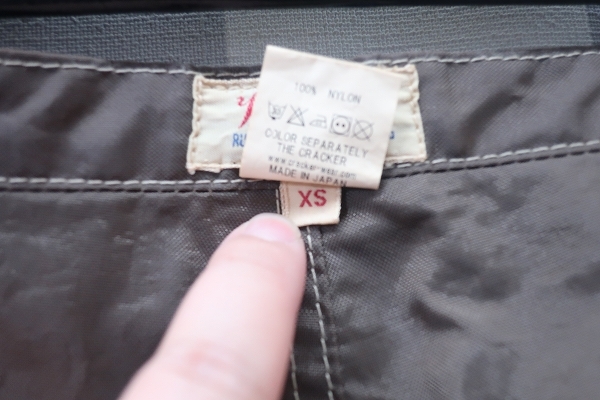 100% NYLON
COLOR SEPARATELY
THE CRACKER
MADE IN JAPAN
XS